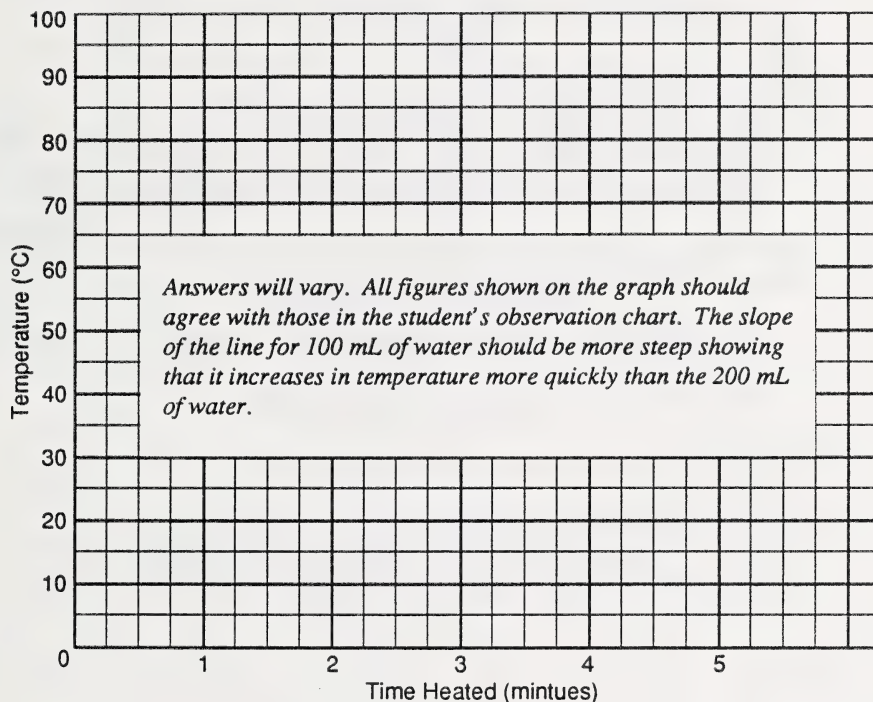 100
90
80
70
60
50
40
30
20
10
0
Temperature (°C)
Answers will vary. All figures shown on the graph should
agree with those in the student's observation chart. The slope
of the line for 100 mL of water should be more steep showing
that it increases in temperature more quickly than the 200 mL
of water.
1 2 3 4 5
Time Heated (mintues)